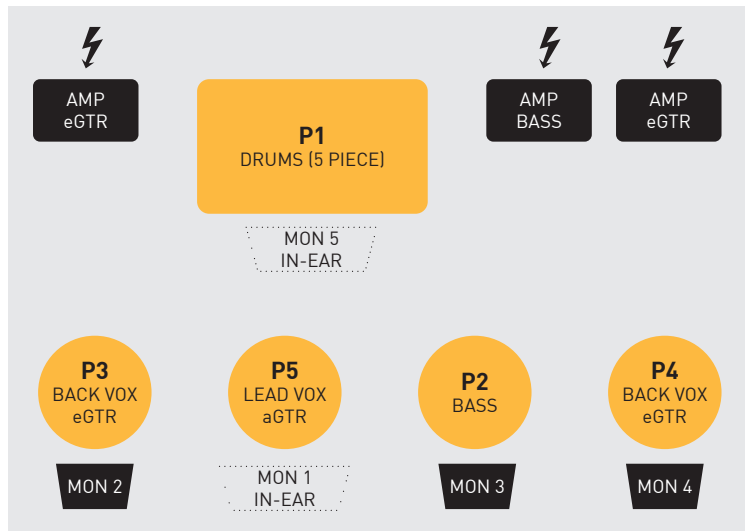 AMP
eGTR
P1
DRUMS (5 PIECE)
AMP
BASS
AMP
eGTR
MON 5
IN-EAR
P3
BACK VOX
eGTR
P5
LEAD VOX
aGTR
P2
BASS
P4
BACK VOX
eGTR
MON 2
MON 1
IN-EAR
MON 3
MON 4